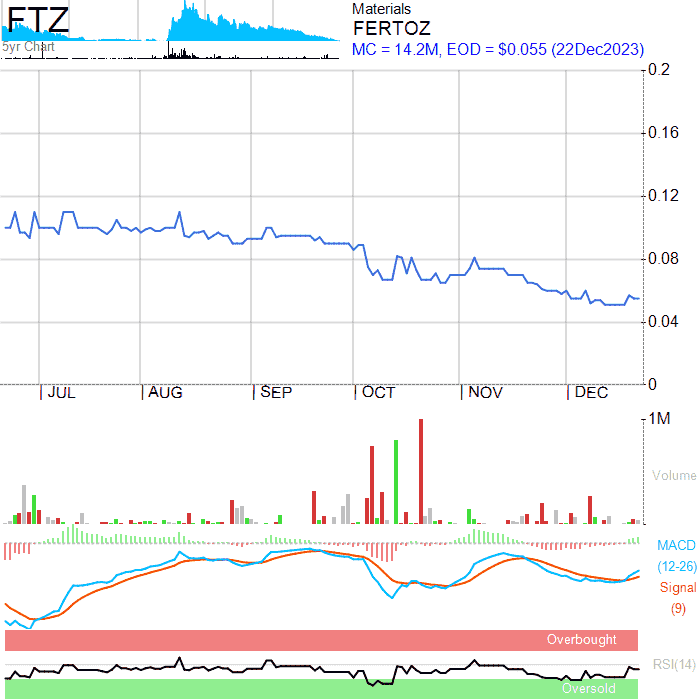 FTZ
5yr Chart
Materials
FERTOZ
MC = 14.2M, EOD = $0.055 (22Dec2023)
0.2
0.16
0.12
0.08
0.04
0
JUL AUG SEP OCT NOV DEC
1M
Volume
MACD
(12-26)
Signal
(9)
Overbought
RSI(14)
Oversold